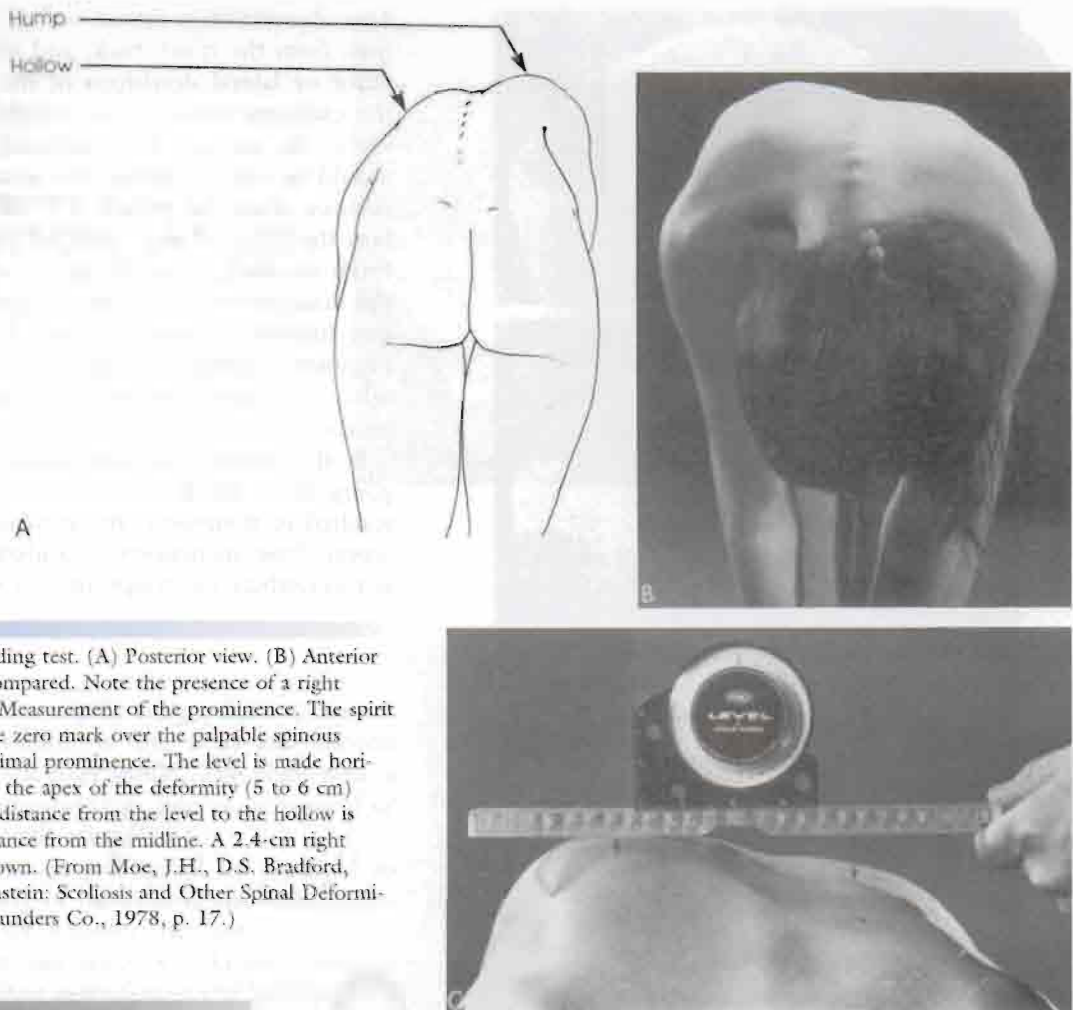 Hump
Hollow
A
B
ding test. (A) Posterior view. (B) Anterior
ompared. Note the presence of a right
Measurement of the prominence. The spirit
e zero mark over the palpable spinous
imal prominence. The level is made hori-
the apex of the deformity (5 to 6 cm)
distance from the level to the hollow is
ance from the midline. A 2.4-cm right
own. (From Moe, J.H., D.S. Bradford,
nstein: Scoliosis and Other Spinal Deformi-
unders Co., 1978, p. 17.)
LEVEL
C